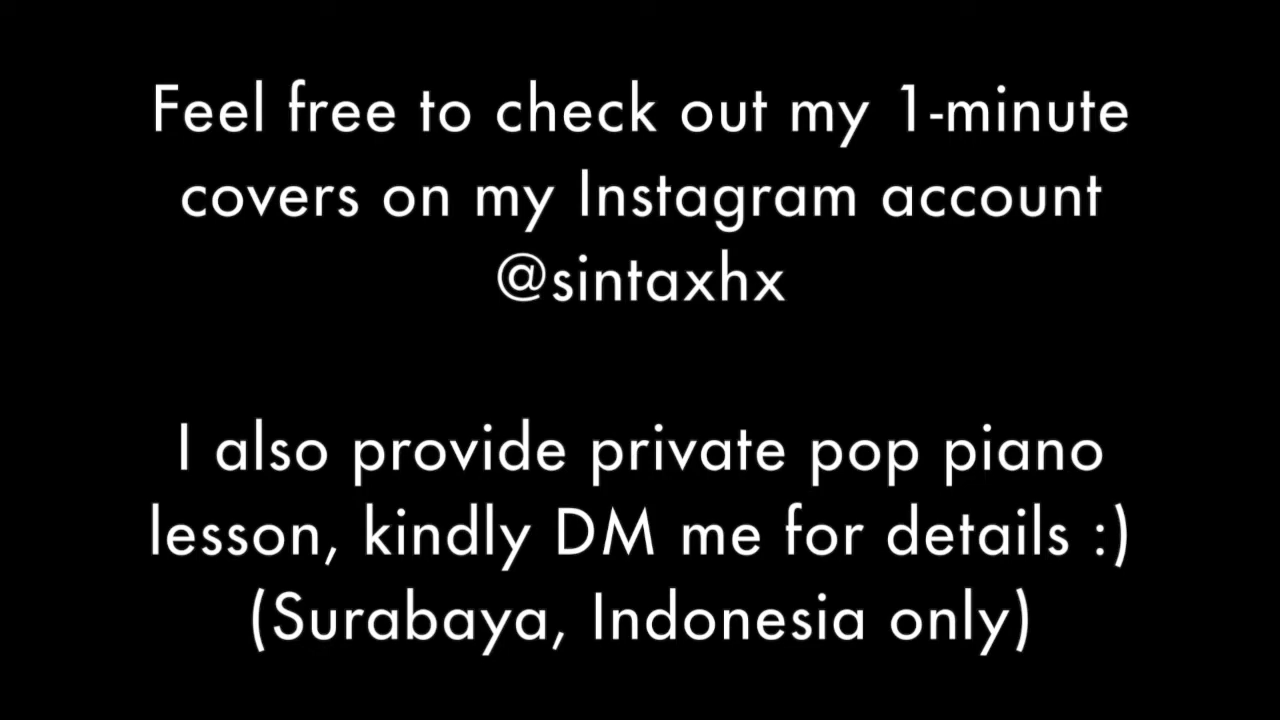 Feel free to check out my 1-minute
covers on my Instagram account
@sintaxhx
I also provide private pop piano
lesson, kindly DM me for details :)
(Surabaya, Indonesia only)